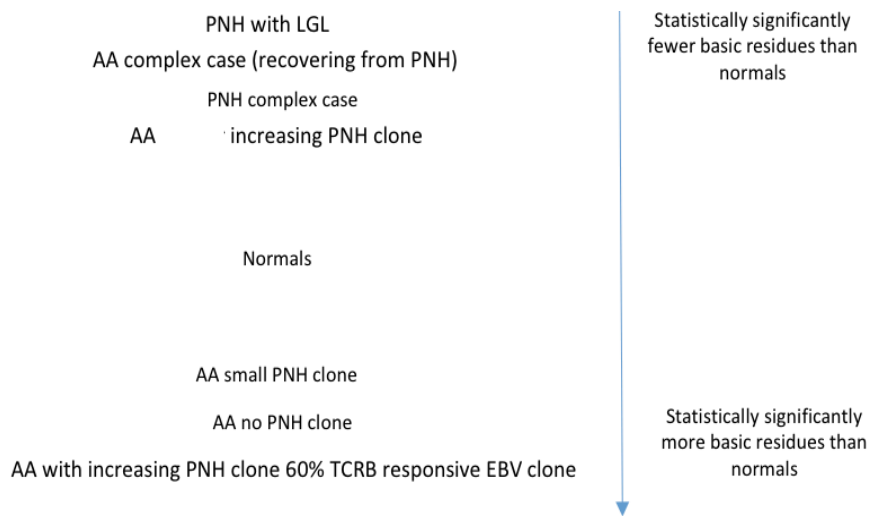 PNH with LGL
AA complex case (recovering from PNH)
PNH complex case
AA increasing PNH clone
Normals
AA small PNH clone
AA no PNH clone
AA with increasing PNH clone 60% TCRB responsive EBV clone
Statistically significantly
fewer basic residues than
normals
Statistically significantly
more basic residues than
normals